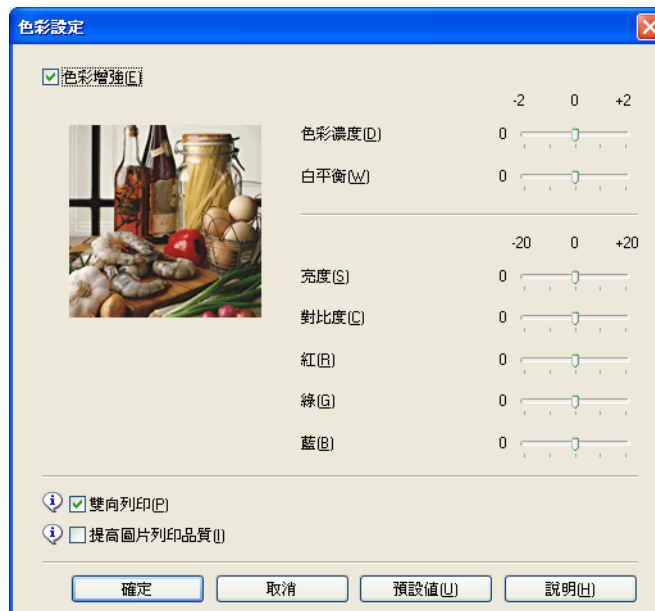 色彩設定
色彩增強(E)
-2 0 +2
色彩濃度(D) 0
白平衡(W) 0
-20 0 +20
亮度(S) 0
對比度(C) 0
紅(R) 0
綠(G) 0
藍(B) 0
雙向列印(P)
提高圖片列印品質(I)
確定 取消 預設值(U) 說明(H)